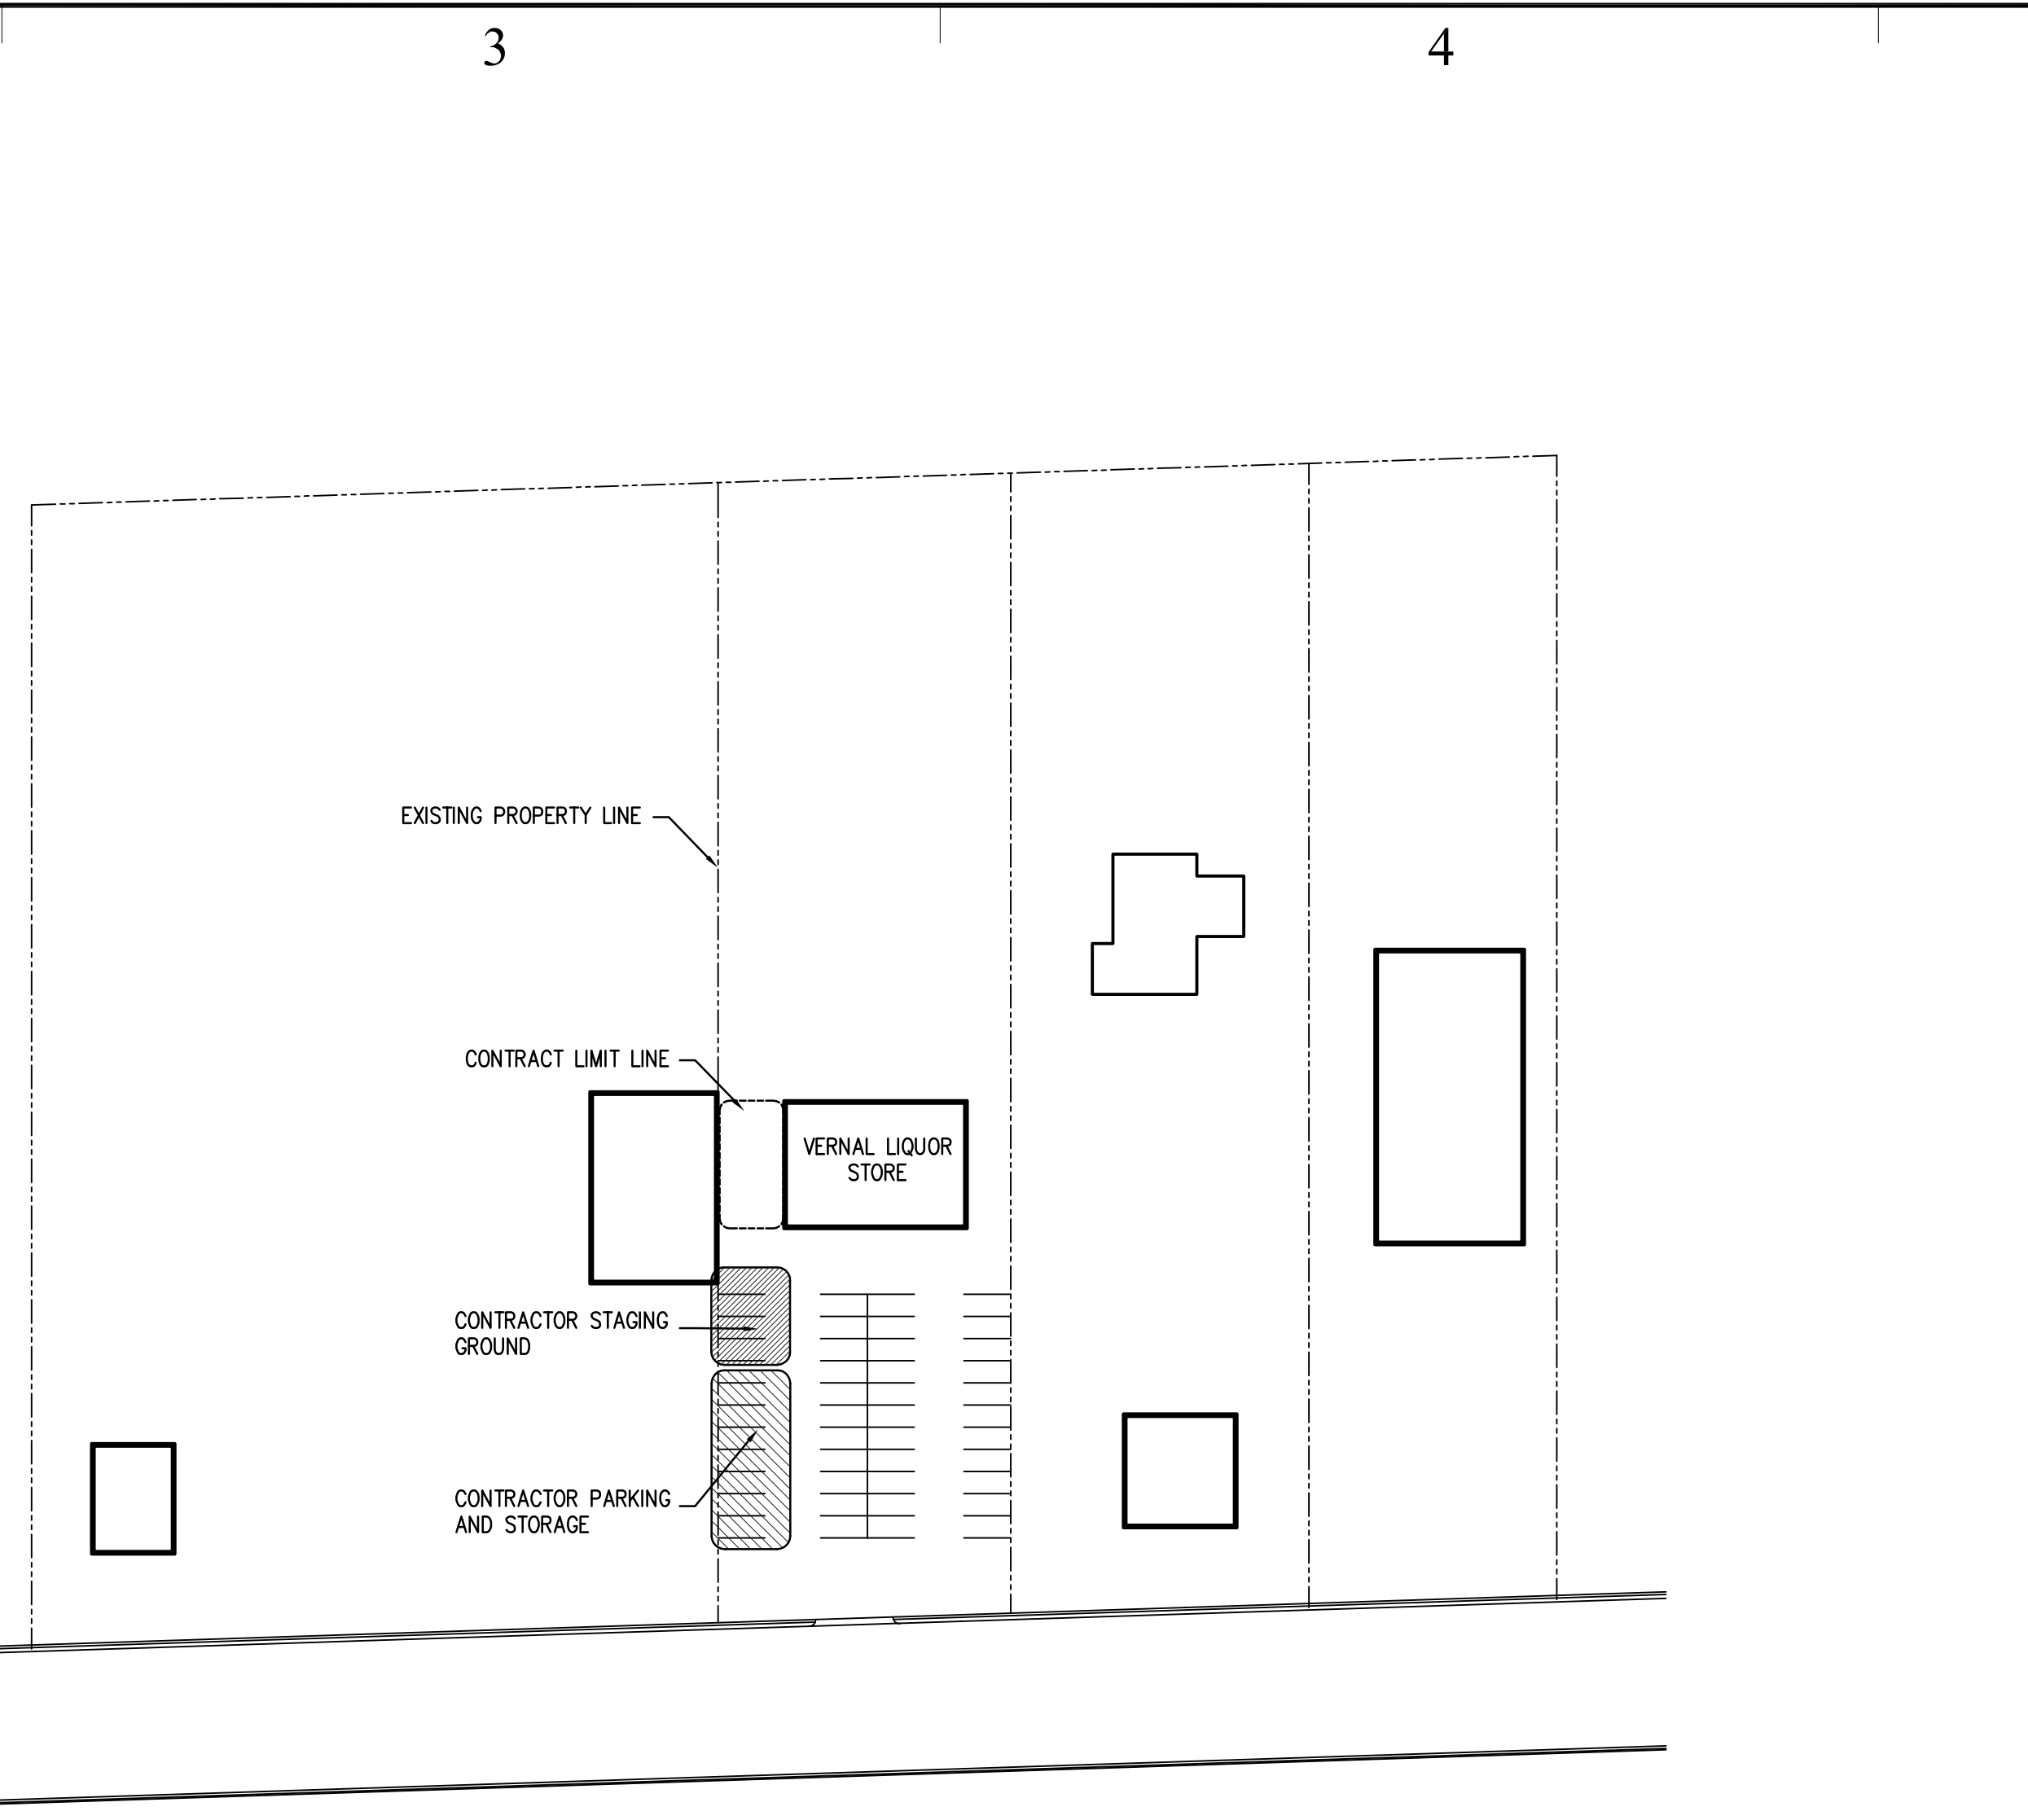 3
4
EXISTING PROPERTY LINE
CONTRACT LIMIT LINE
VERNAL LIQUOR
STORE
CONTRACTOR STAGING
GROUND
CONTRACTOR PARKING
AND STORAGE